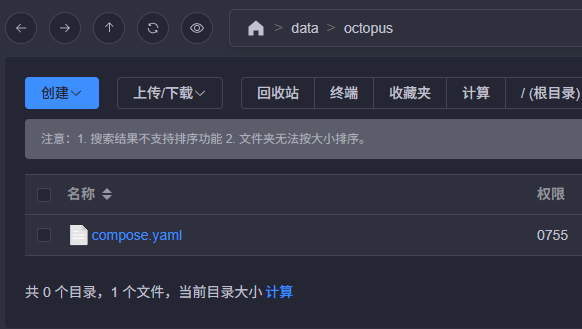 > data > octopus
创建 上传/下载 回收站 终端 收藏夹 计算 / (根目录)
注意：1. 搜索结果不支持排序功能 2. 文件夹无法按大小排序。
名称 权限
compose.yaml 0755
共 0 个目录，1 个文件，当前目录大小 计算